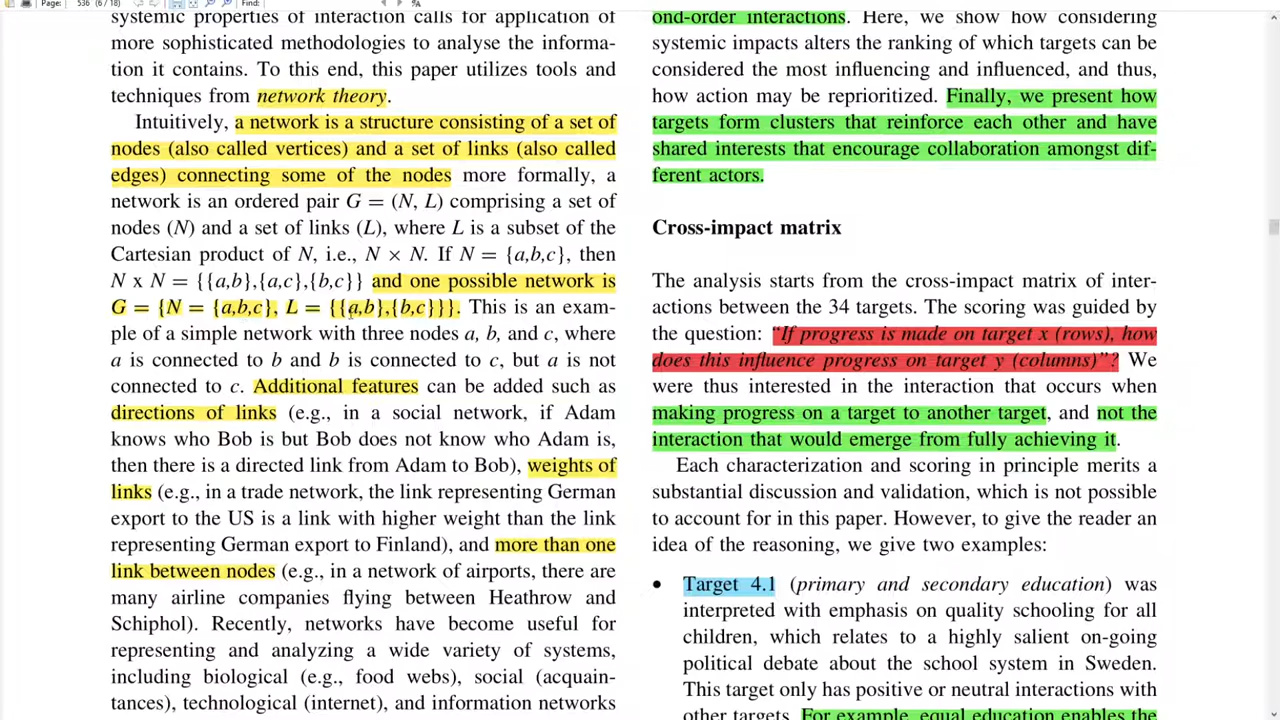 Page: 536 (6 / 18) Find:
systemic properties of interaction calls for application of
more sophisticated methodologies to analyse the informa-
tion it contains. To this end, this paper utilizes tools and
techniques from network theory.
Intuitively, a network is a structure consisting of a set of
nodes (also called vertices) and a set of links (also called
edges) connecting some of the nodes more formally, a
network is an ordered pair G = (N, L) comprising a set of
nodes (N) and a set of links (L), where L is a subset of the
Cartesian product of N, i.e., N × N. If N = {a,b,c}, then
N x N = {{a,b},{a,c},{b,c}} and one possible network is
G = {N = {a,b,c}, L = {{a,b},{b,c}}}. This is an exam-
ple of a simple network with three nodes a, b, and c, where
a is connected to b and b is connected to c, but a is not
connected to c. Additional features can be added such as
directions of links (e.g., in a social network, if Adam
knows who Bob is but Bob does not know who Adam is,
then there is a directed link from Adam to Bob), weights of
links (e.g., in a trade network, the link representing German
export to the US is a link with higher weight than the link
representing German export to Finland), and more than one
link between nodes (e.g., in a network of airports, there are
many airline companies flying between Heathrow and
Schiphol). Recently, networks have become useful for
representing and analyzing a wide variety of systems,
including biological (e.g., food webs), social (acquain-
tances), technological (internet), and information networks
ond-order interactions. Here, we show how considering
systemic impacts alters the ranking of which targets can be
considered the most influencing and influenced, and thus,
how action may be reprioritized. Finally, we present how
targets form clusters that reinforce each other and have
shared interests that encourage collaboration amongst dif-
ferent actors.
Cross-impact matrix
The analysis starts from the cross-impact matrix of inter-
actions between the 34 targets. The scoring was guided by
the question: “If progress is made on target x (rows), how
does this influence progress on target y (columns)”? We
were thus interested in the interaction that occurs when
making progress on a target to another target, and not the
interaction that would emerge from fully achieving it.
Each characterization and scoring in principle merits a
substantial discussion and validation, which is not possible
to account for in this paper. However, to give the reader an
idea of the reasoning, we give two examples:
• Target 4.1 (primary and secondary education) was
interpreted with emphasis on quality schooling for all
children, which relates to a highly salient on-going
political debate about the school system in Sweden.
This target only has positive or neutral interactions with
other targets. For example, equal education enables the